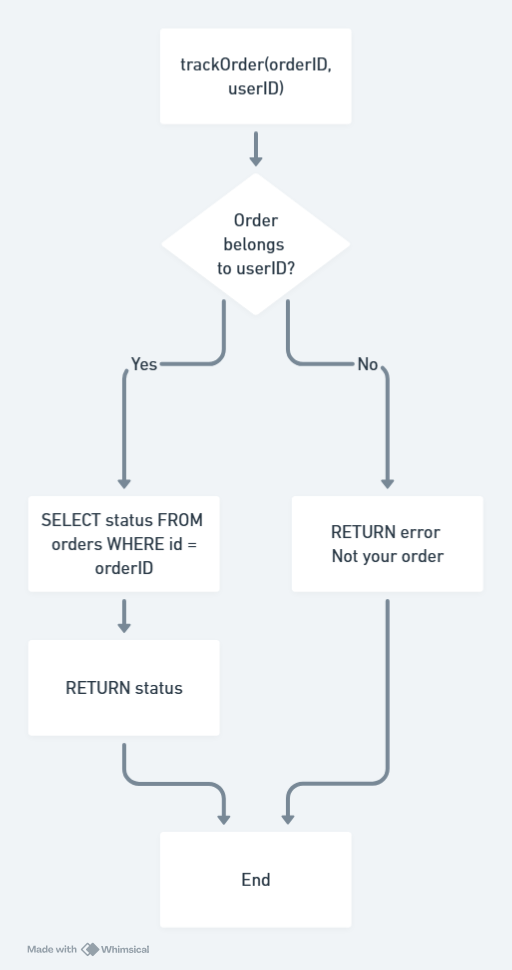 trackOrder(orderID,
userID)
Order
belongs
to userID?
Yes
No
SELECT status FROM
orders WHERE id =
orderID
RETURN error
Not your order
RETURN status
End
Made with Whimsical